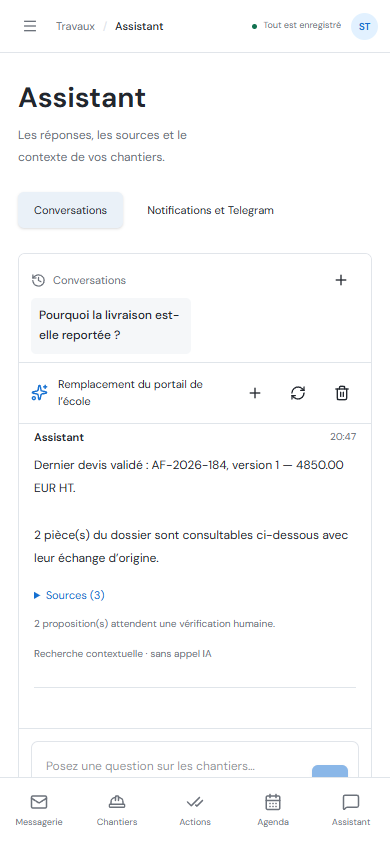 Travaux / Assistant
Tout est enregistré
ST
Assistant
Les réponses, les sources et le
contexte de vos chantiers.
Conversations
Notifications et Telegram
Conversations
Pourquoi la livraison est-
elle reportée ?
Remplacement du portail de
l’école
Assistant
20:47
Dernier devis validé : AF-2026-184, version 1 — 4850.00
EUR HT.
2 pièce(s) du dossier sont consultables ci-dessous avec
leur échange d’origine.
Sources (3)
2 proposition(s) attendent une vérification humaine.
Recherche contextuelle · sans appel IA
Posez une question sur les chantiers...
Messagerie
Chantiers
Actions
Agenda
Assistant